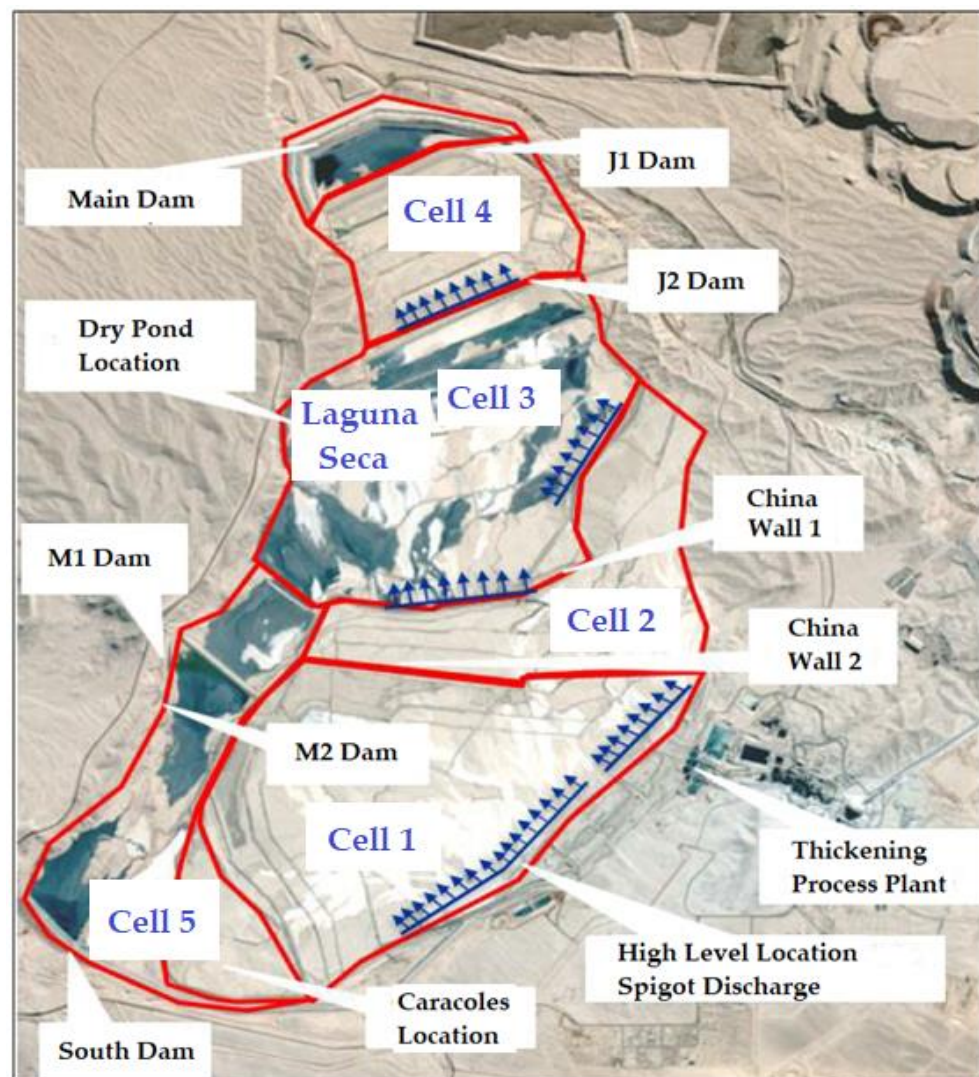 Main Dam
J1 Dam
Cell 4
J2 Dam
Dry Pond
Location
Laguna
Seca
Cell 3
China
Wall 1
M1 Dam
Cell 2
China
Wall 2
M2 Dam
Cell 1
Thickening
Process Plant
Cell 5
High Level Location
Spigot Discharge
Caracoles
Location
South Dam